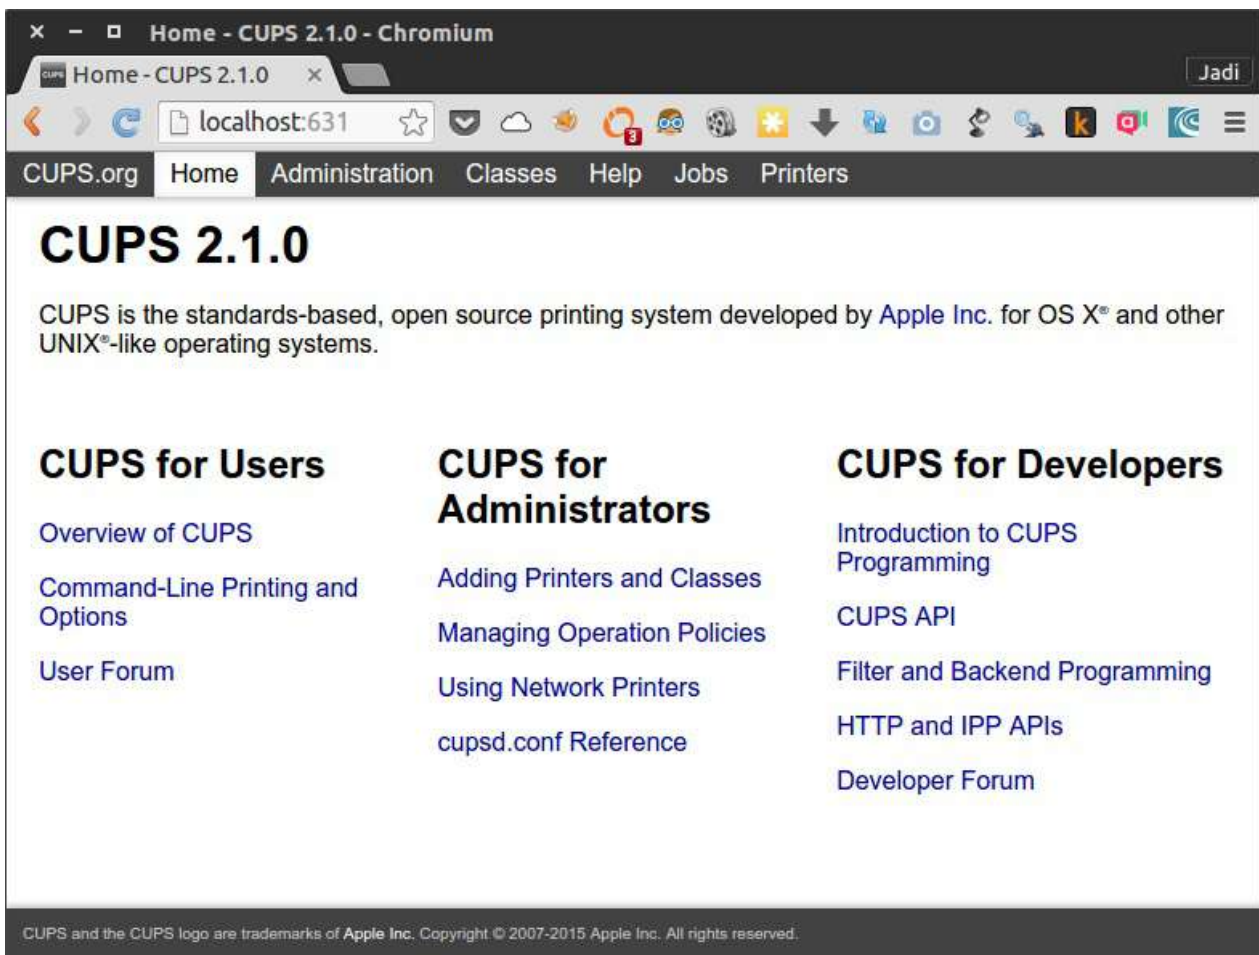 Home - CUPS 2.1.0 - Chromium
CUPS Home - CUPS 2.1.0
Jadi
localhost:631
3
k
CUPS.org Home Administration Classes Help Jobs Printers
CUPS 2.1.0
CUPS is the standards-based, open source printing system developed by Apple Inc. for OS X® and other
UNIX®-like operating systems.
CUPS for Users
Overview of CUPS
Command-Line Printing and
Options
User Forum
CUPS for
Administrators
Adding Printers and Classes
Managing Operation Policies
Using Network Printers
cupsd.conf Reference
CUPS for Developers
Introduction to CUPS
Programming
CUPS API
Filter and Backend Programming
HTTP and IPP APIs
Developer Forum
CUPS and the CUPS logo are trademarks of Apple Inc. Copyright © 2007-2015 Apple Inc. All rights reserved.